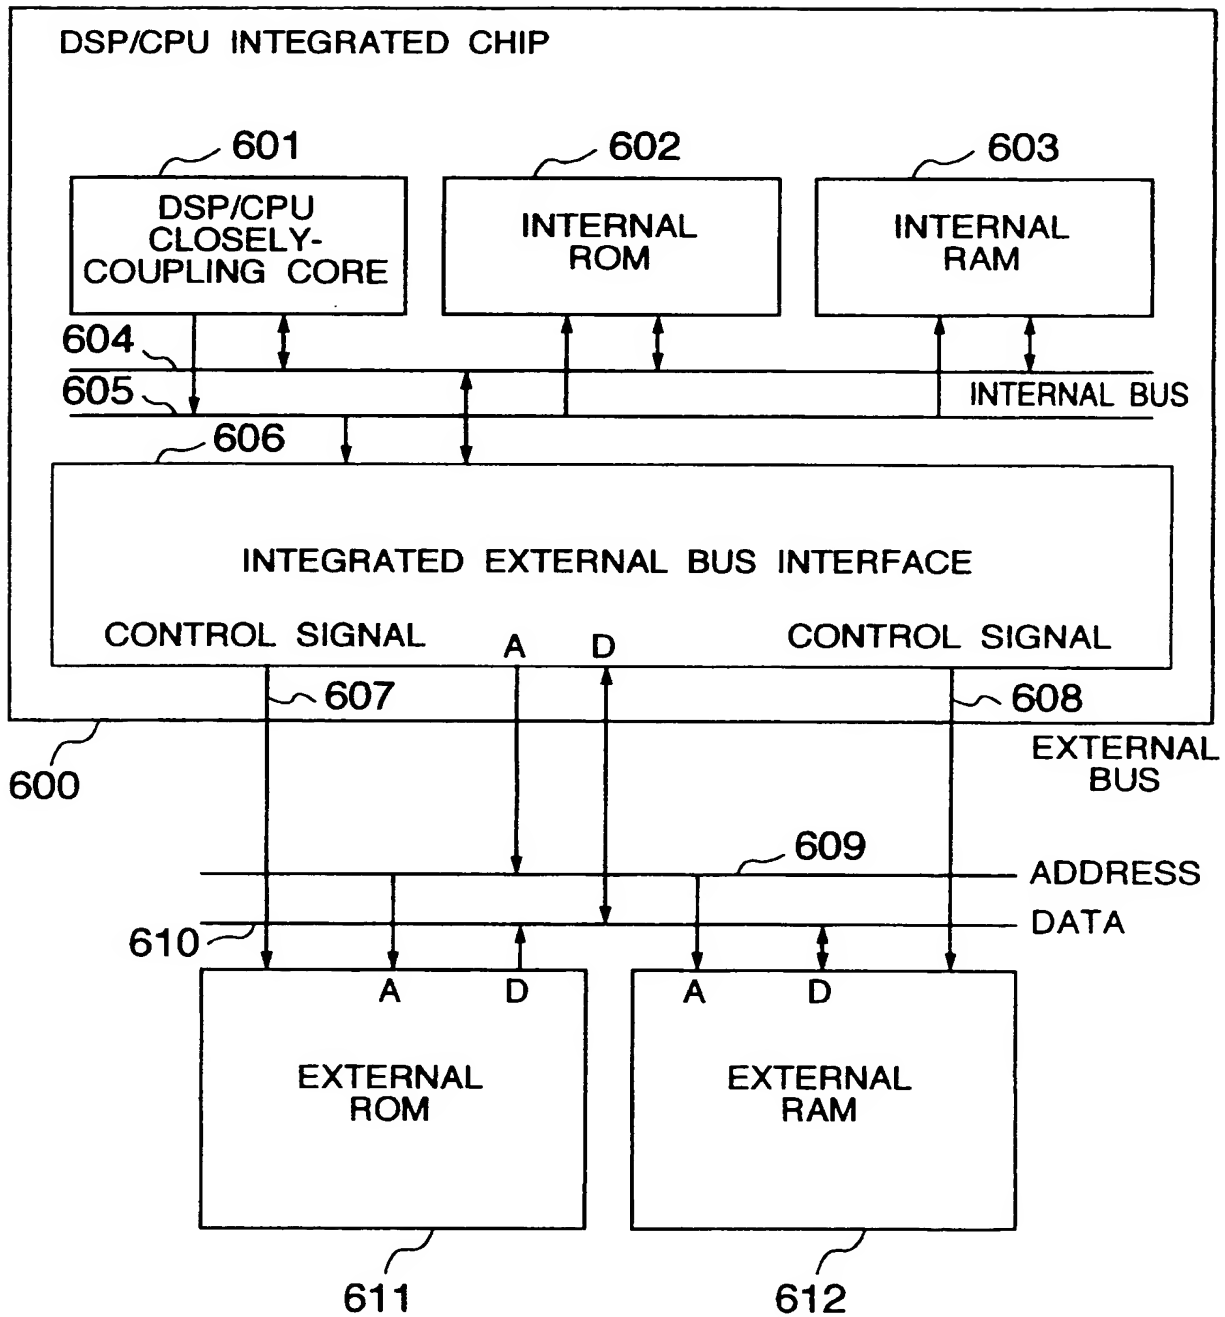 DSP/CPU INTEGRATED CHIP
601
602
603
DSP/CPU
CLOSELY-
COUPLING CORE
INTERNAL
ROM
INTERNAL
RAM
604
605
INTERNAL BUS
606
INTEGRATED EXTERNAL BUS INTERFACE
CONTROL SIGNAL
A
D
CONTROL SIGNAL
607
608
600
EXTERNAL
BUS
609
ADDRESS
610
DATA
A
D
A
D
EXTERNAL
ROM
EXTERNAL
RAM
611
612